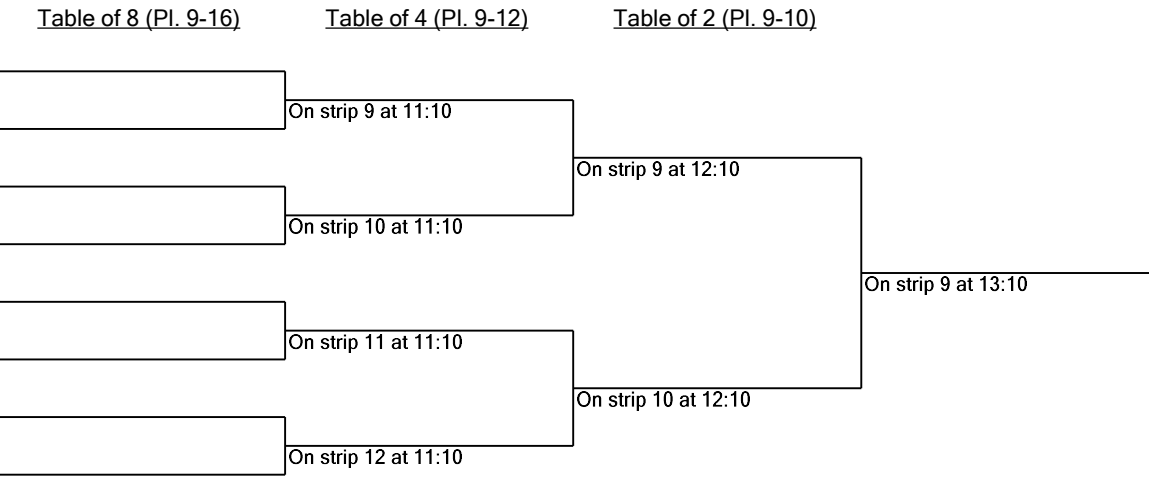 Table of 8 (Pl. 9-16) Table of 4 (Pl. 9-12) Table of 2 (Pl. 9-10)
On strip 9 at 11:10
On strip 9 at 12:10
On strip 10 at 11:10
On strip 9 at 13:10
On strip 11 at 11:10
On strip 10 at 12:10
On strip 12 at 11:10